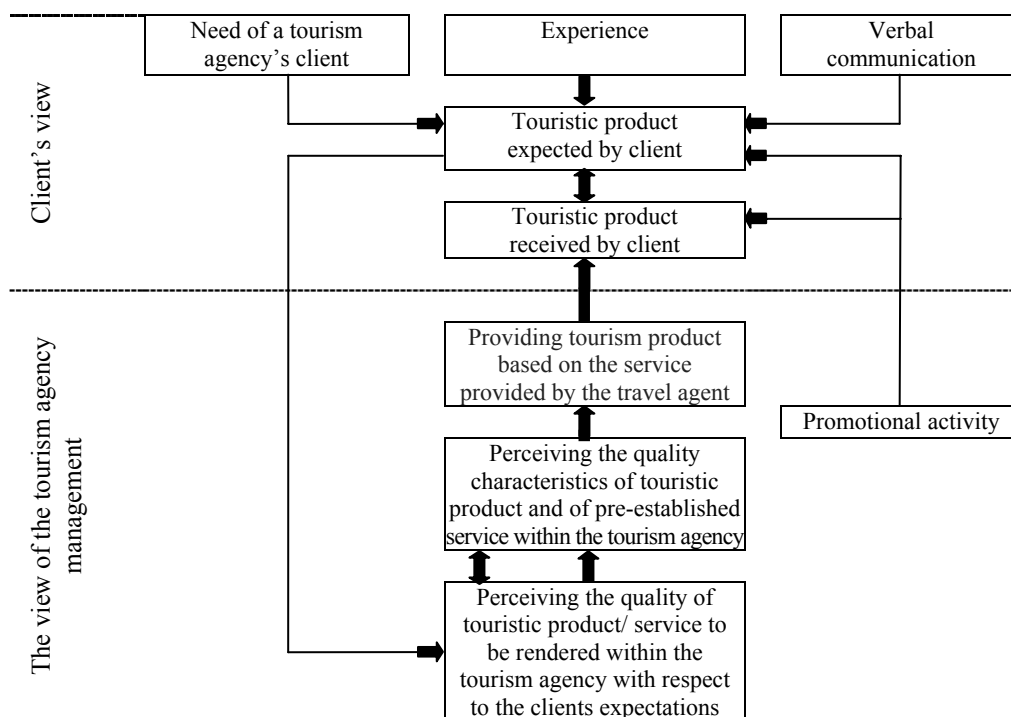 Need of a tourism
agency’s client
Experience
Verbal
communication
Client’s view
Touristic product
expected by client
Touristic product
received by client
The view of the tourism agency
management
Providing tourism product
based on the service
provided by the travel agent
Promotional activity
Perceiving the quality
characteristics of touristic
product and of pre-established
service within the tourism agency
Perceiving the quality of
touristic product/ service to
be rendered within the
tourism agency with respect
to the clients expectations